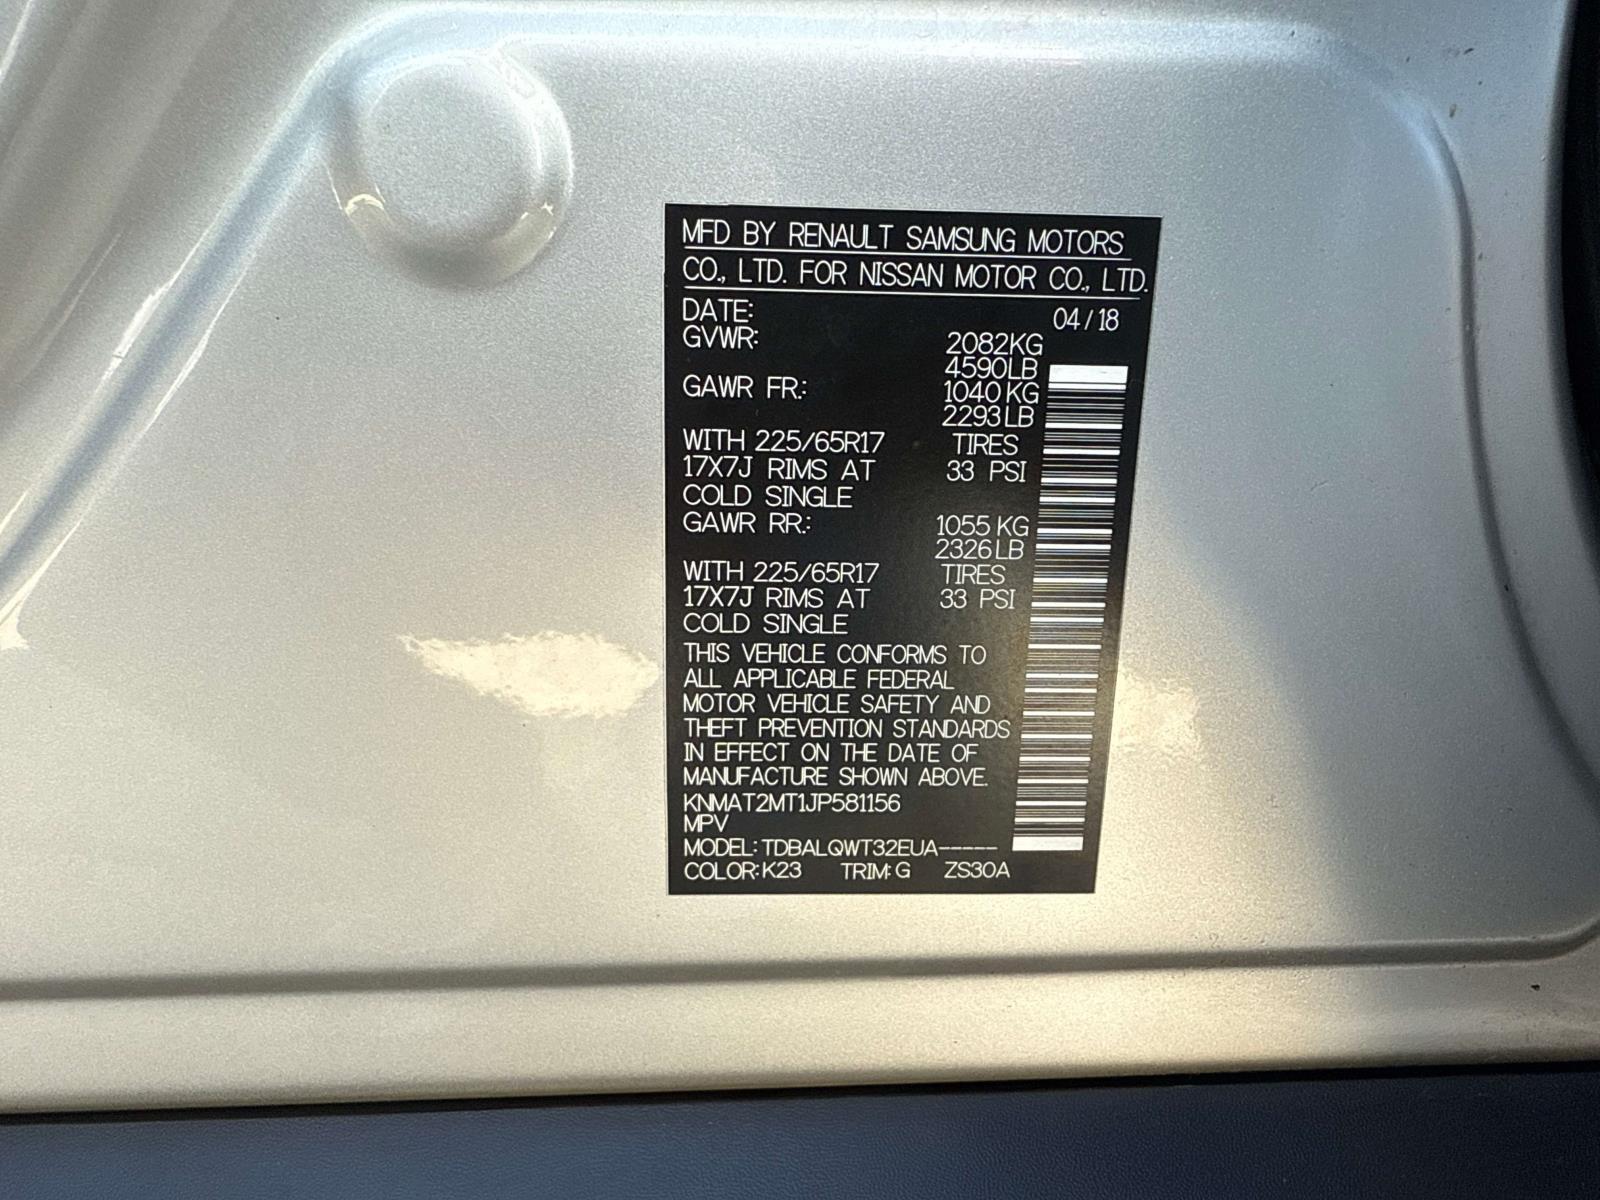 MFD BY RENAULT SAMSUNG MOTORS
CO., LTD. FOR NISSAN MOTOR CO., LTD.
DATE: 04/18
GVWR: 2082KG
4590LB
GAWR FR.: 1040KG
2293LB
WITH 225/65R17 TIRES
17X7J RIMS AT 33 PSI
COLD SINGLE
GAWR RR.: 1055KG
2326LB
WITH 225/65R17 TIRES
17X7J RIMS AT 33 PSI
COLD SINGLE
THIS VEHICLE CONFORMS TO
ALL APPLICABLE FEDERAL
MOTOR VEHICLE SAFETY AND
THEFT PREVENTION STANDARDS
IN EFFECT ON THE DATE OF
MANUFACTURE SHOWN ABOVE.
KNMAT2MT1JP581156
MPV
MODEL: TDBALQWT32EUA-----
COLOR: K23 TRIM: G ZS30A